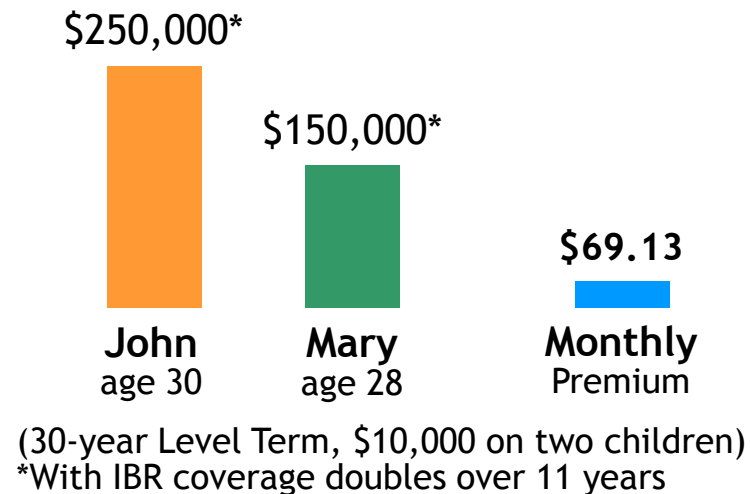 $250,000*
$150,000*
$69.13
John
age 30
Mary
age 28
Monthly
Premium
(30-year Level Term, $10,000 on two children)
*With IBR coverage doubles over 11 years